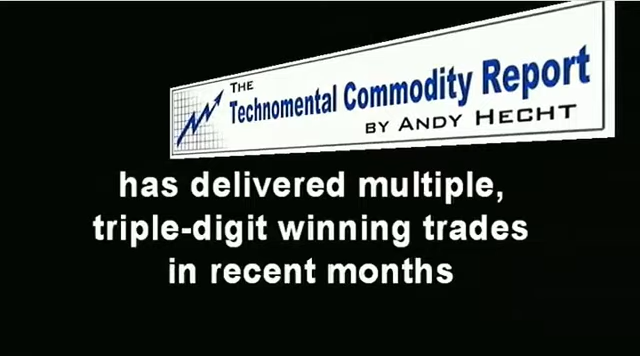 THE
Technomental Commodity Report
BY ANDY HECHT
has delivered multiple,
triple-digit winning trades
in recent months